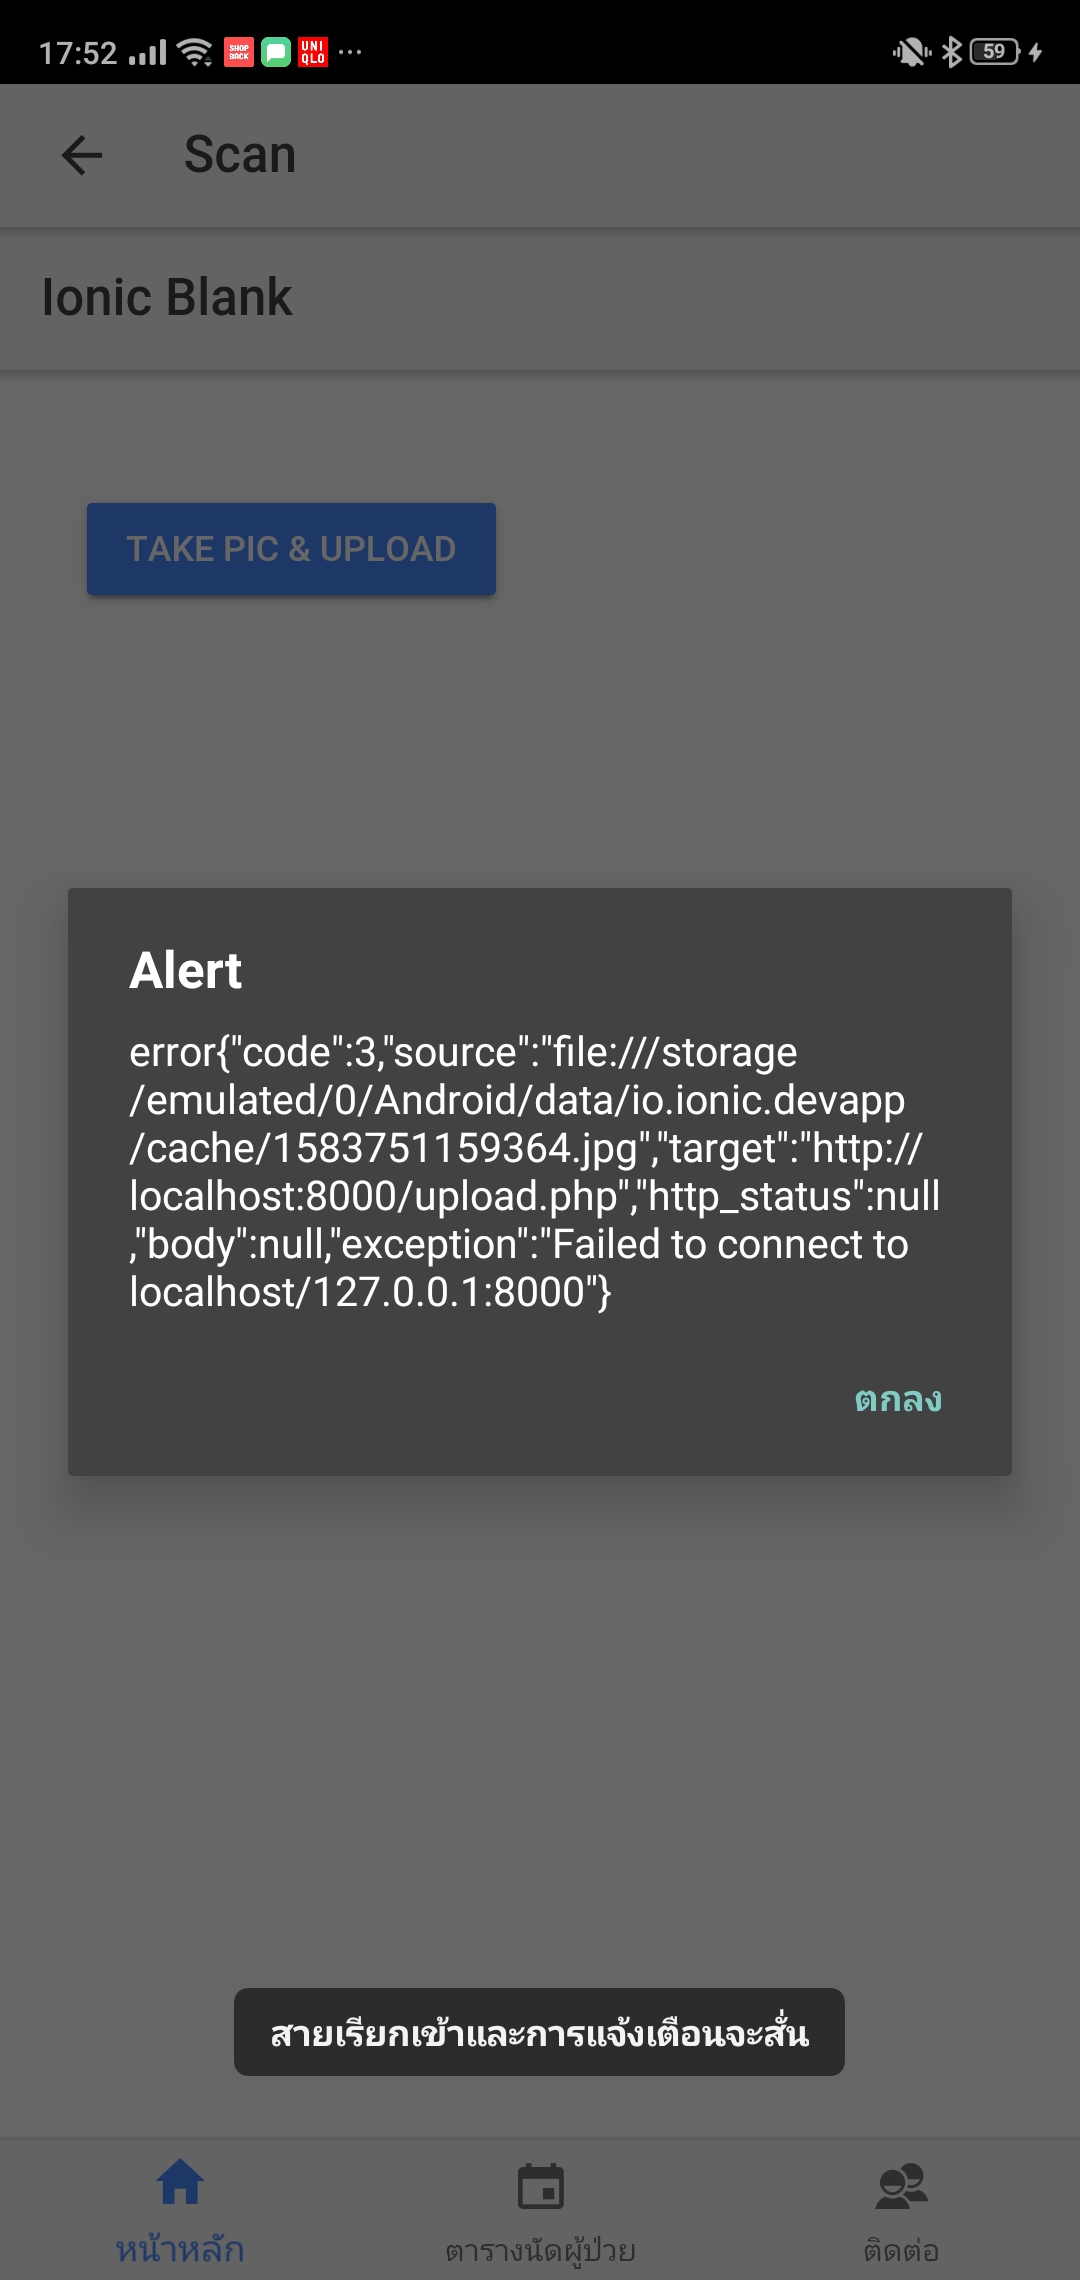 17:52 SHOP BACK UNI QLO ... 59
Scan
Ionic Blank
TAKE PIC & UPLOAD
Alert
error{"code":3,"source":"file:///storage
/emulated/0/Android/data/io.ionic.devapp
/cache/1583751159364.jpg","target":"http://
localhost:8000/upload.php","http_status":null
,"body":null,"exception":"Failed to connect to
localhost/127.0.0.1:8000"}
ตกลง
สายเรียกเข้าและการแจ้งเตือนจะสั่น
หน้าหลัก ตารางนัดผู้ป่วย ติดต่อ